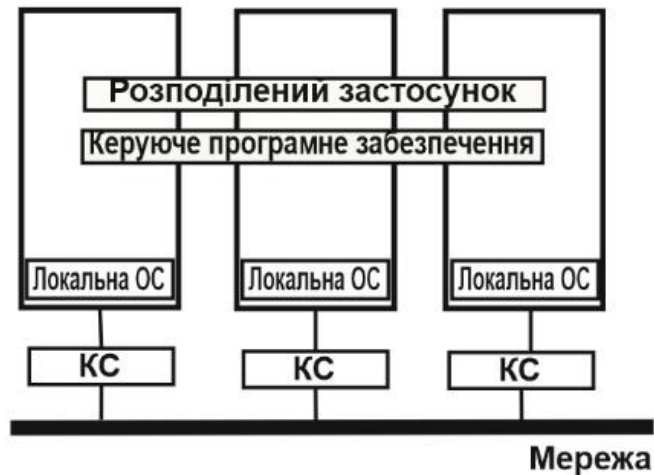 Розподілений застосунок
Керуюче програмне забезпечення
Локальна ОС
Локальна ОС
Локальна ОС
КС
КС
КС
Мережа